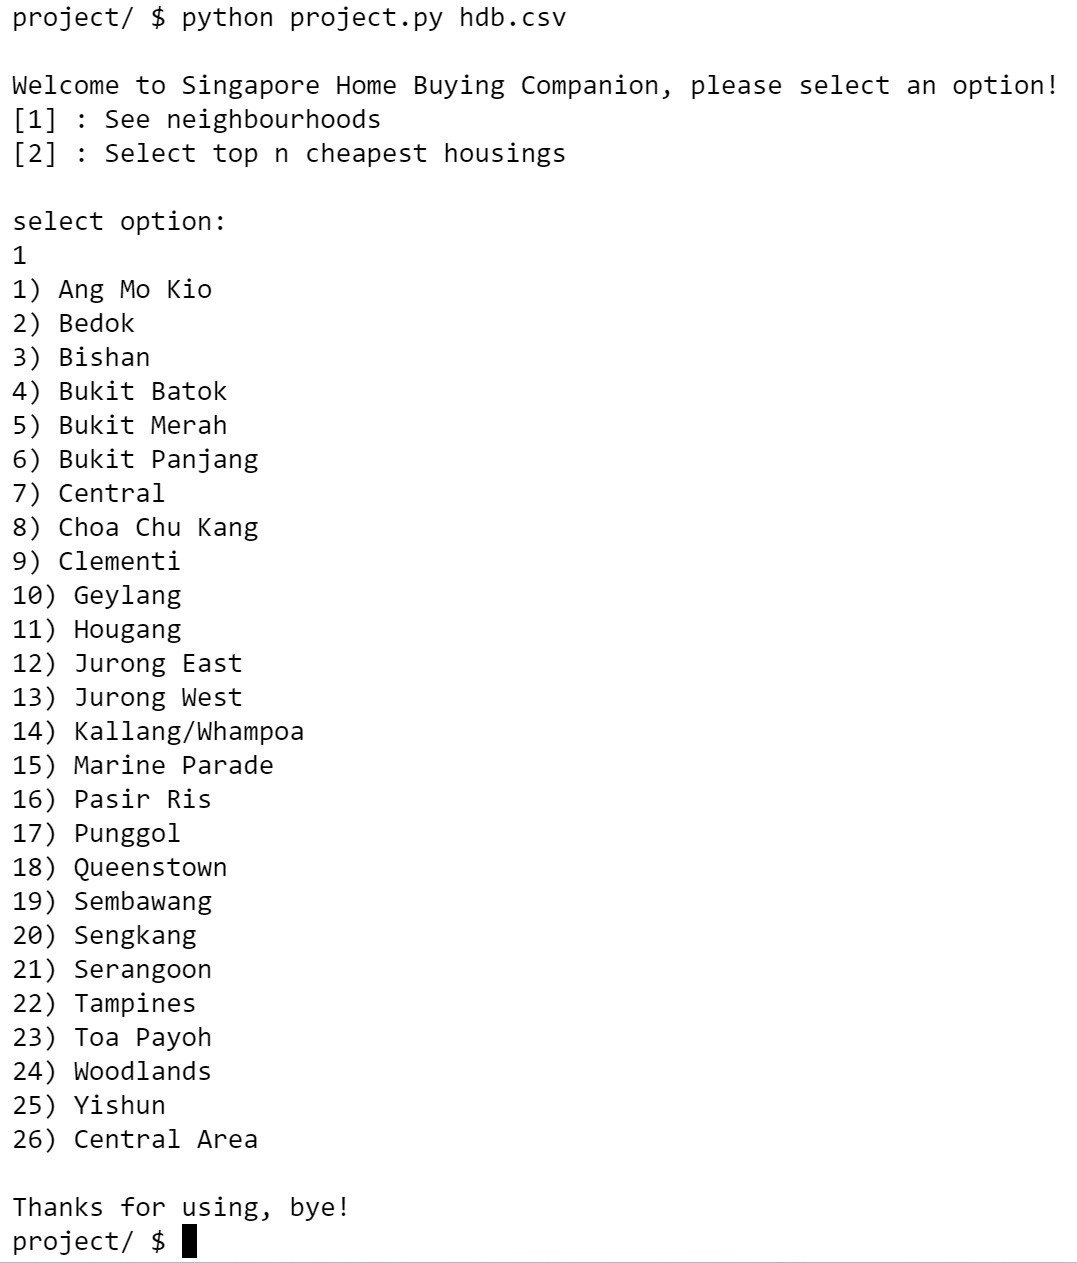 project/ $ python project.py hdb.csv
Welcome to Singapore Home Buying Companion, please select an option!
[1] : See neighbourhoods
[2] : Select top n cheapest housings
select option:
1
1) Ang Mo Kio
2) Bedok
3) Bishan
4) Bukit Batok
5) Bukit Merah
6) Bukit Panjang
7) Central
8) Choa Chu Kang
9) Clementi
10) Geylang
11) Hougang
12) Jurong East
13) Jurong West
14) Kallang/Whampoa
15) Marine Parade
16) Pasir Ris
17) Punggol
18) Queenstown
19) Sembawang
20) Sengkang
21) Serangoon
22) Tampines
23) Toa Payoh
24) Woodlands
25) Yishun
26) Central Area
Thanks for using, bye!
project/ $